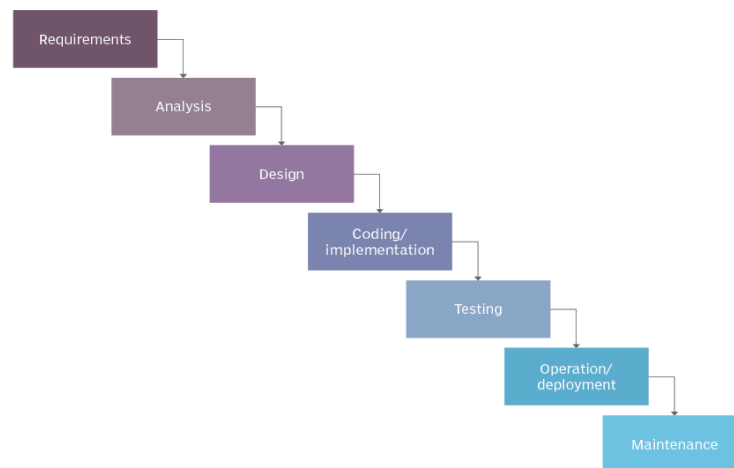 Requirements
Analysis
Design
Coding/
implementation
Testing
Operation/
deployment
Maintenance